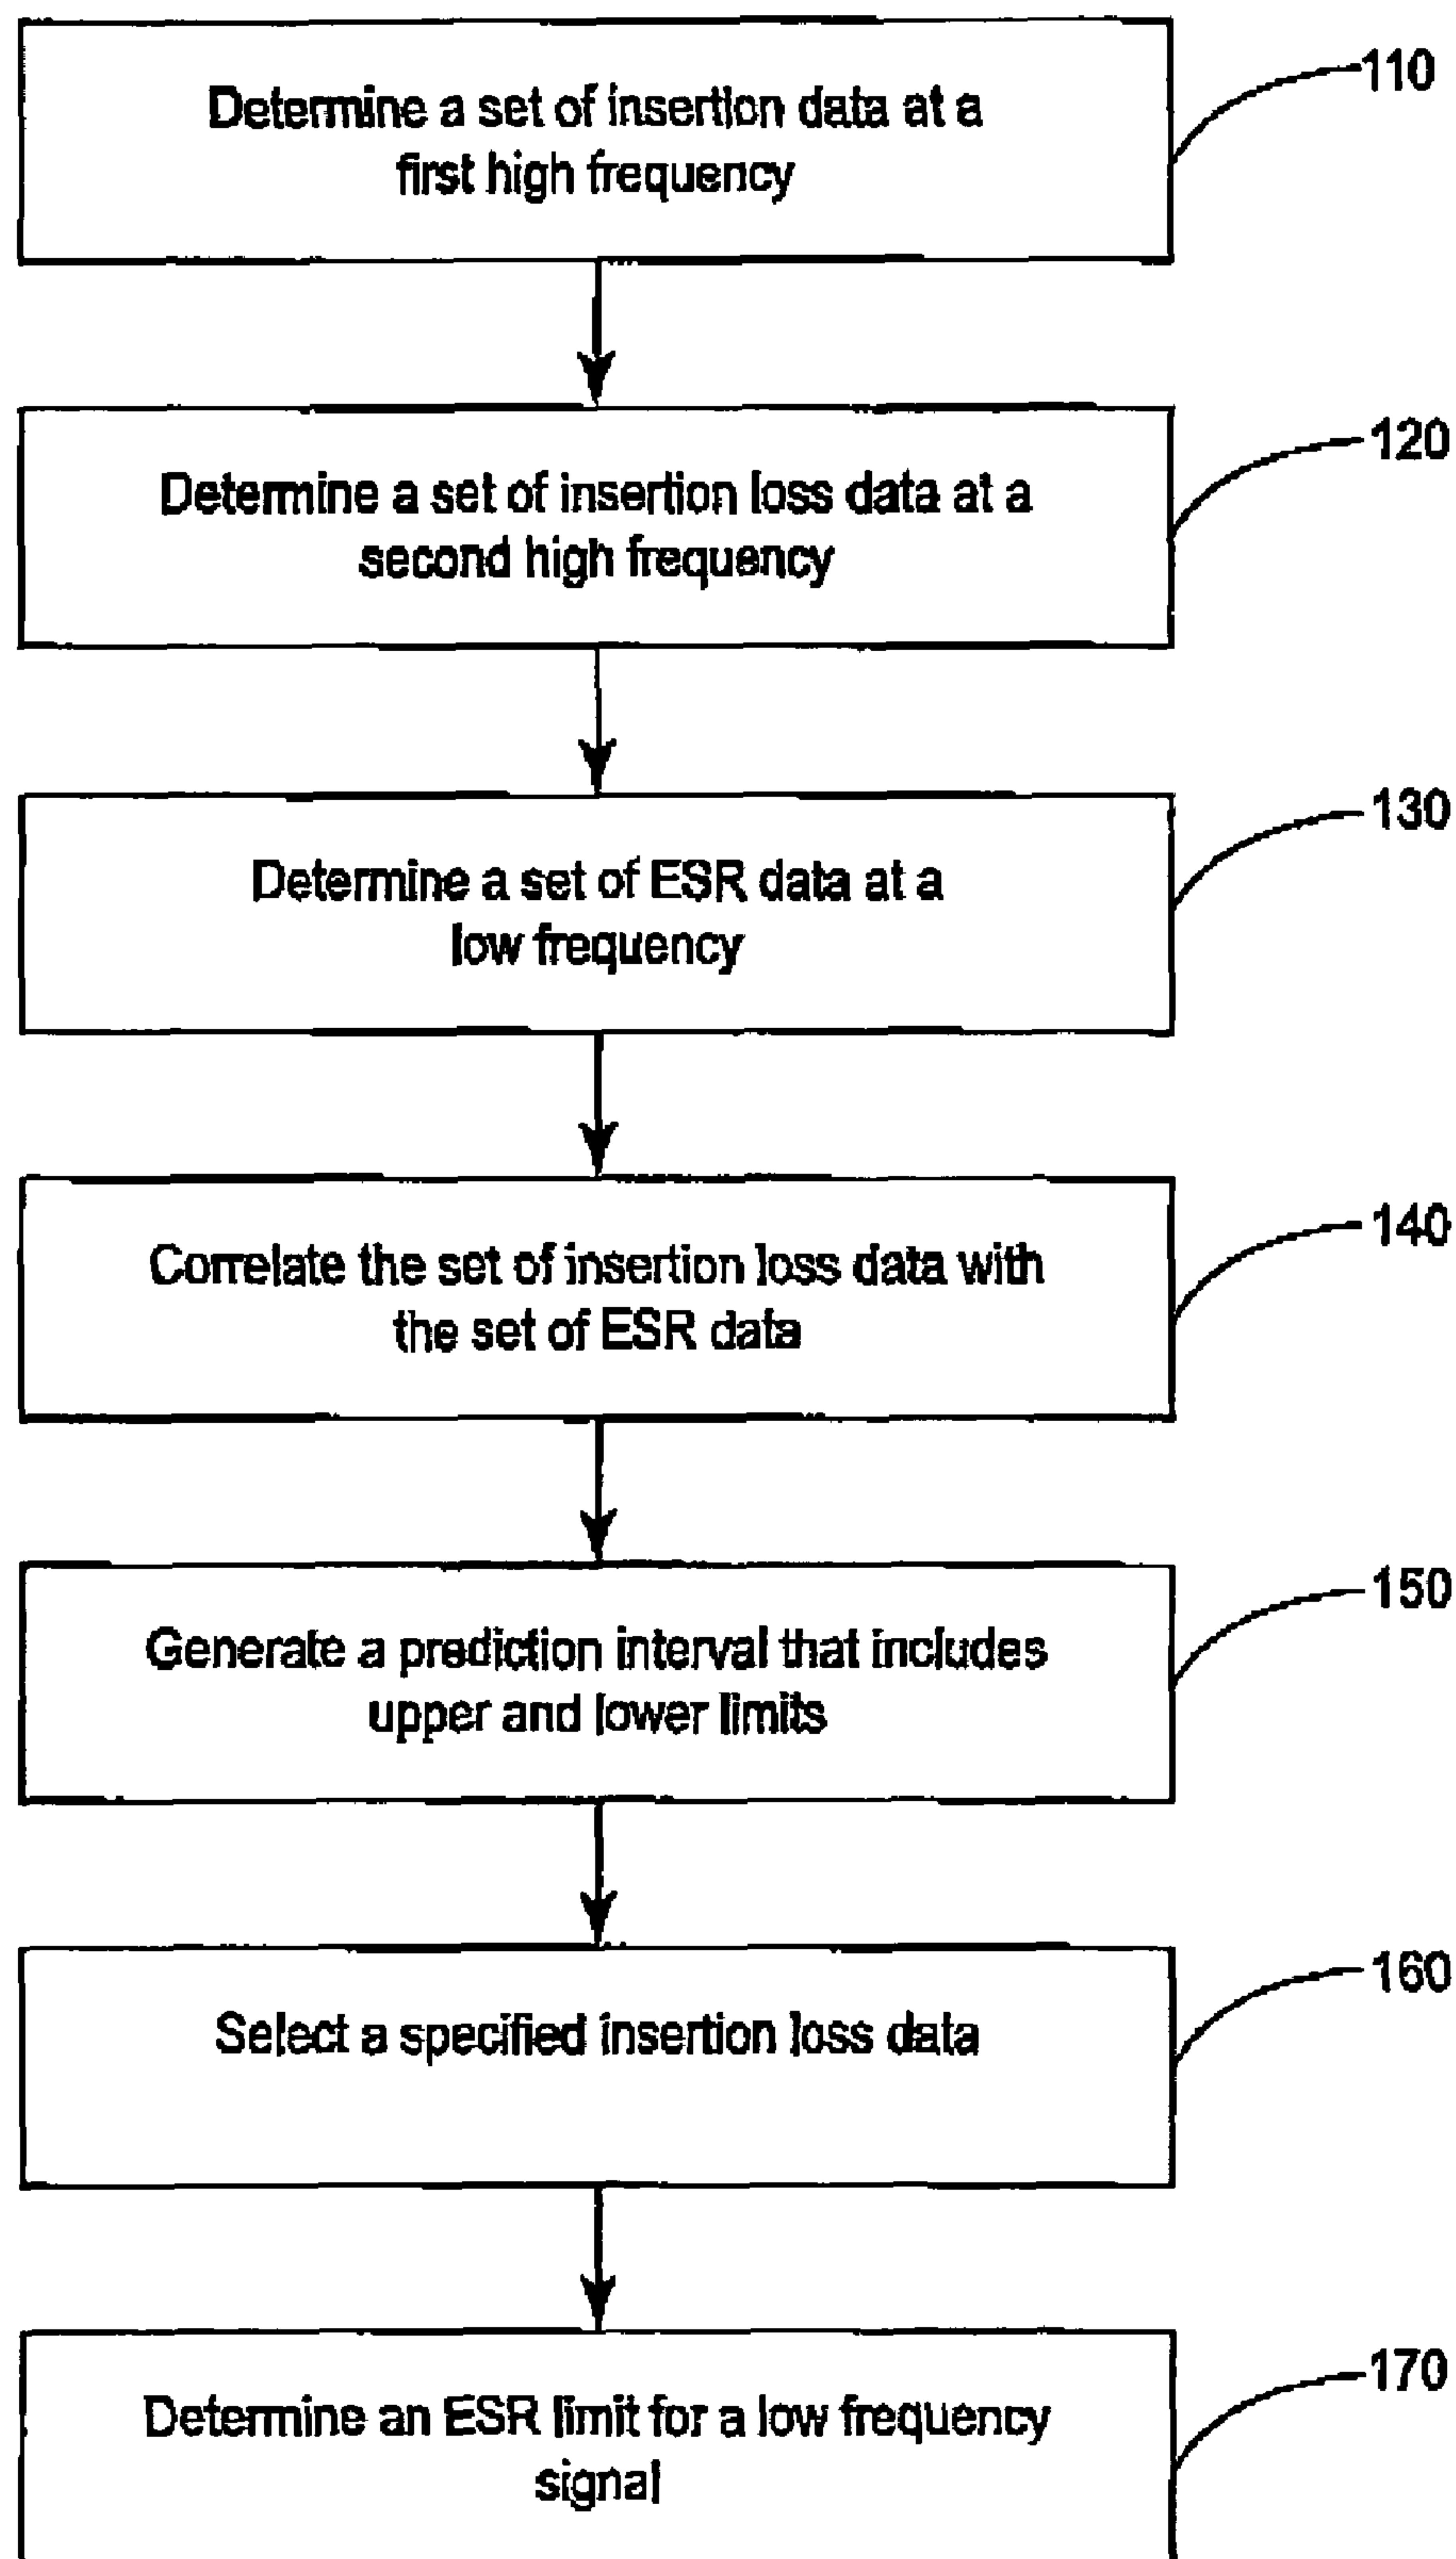 Determine a set of insertion data at a
first high frequency
110
Determine a set of insertion loss data at a
second high frequency
120
Determine a set of ESR data at a
low frequency
130
Correlate the set of insertion loss data with
the set of ESR data
140
Generate a prediction interval that includes
upper and lower limits
150
Select a specified insertion loss data
160
Determine an ESR limit for a low frequency
signal
170